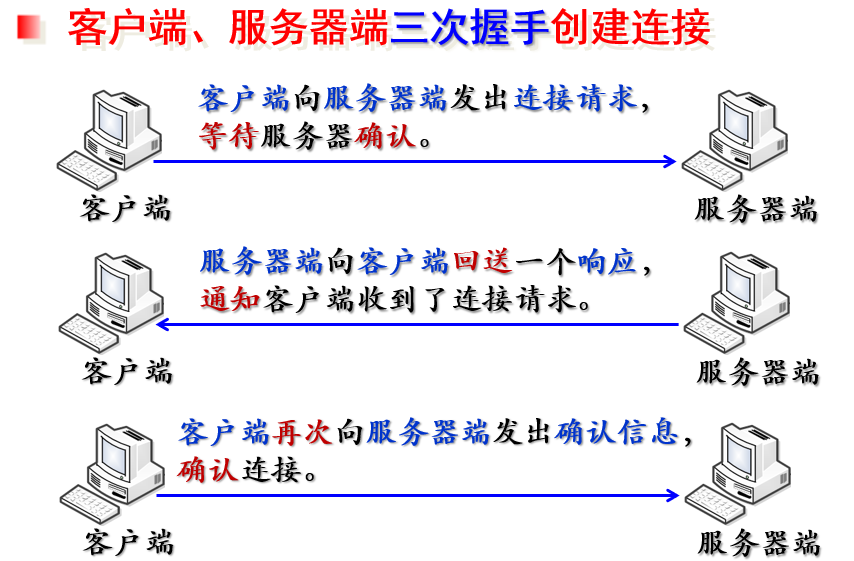 客户端、服务器端三次握手创建连接
客户端向服务器端发出连接请求，
等待服务器确认。
客户端
服务器端
服务器端向客户端回送一个响应，
通知客户端收到了连接请求。
客户端
服务器端
客户端再次向服务器端发出确认信息，
确认连接。
客户端
服务器端